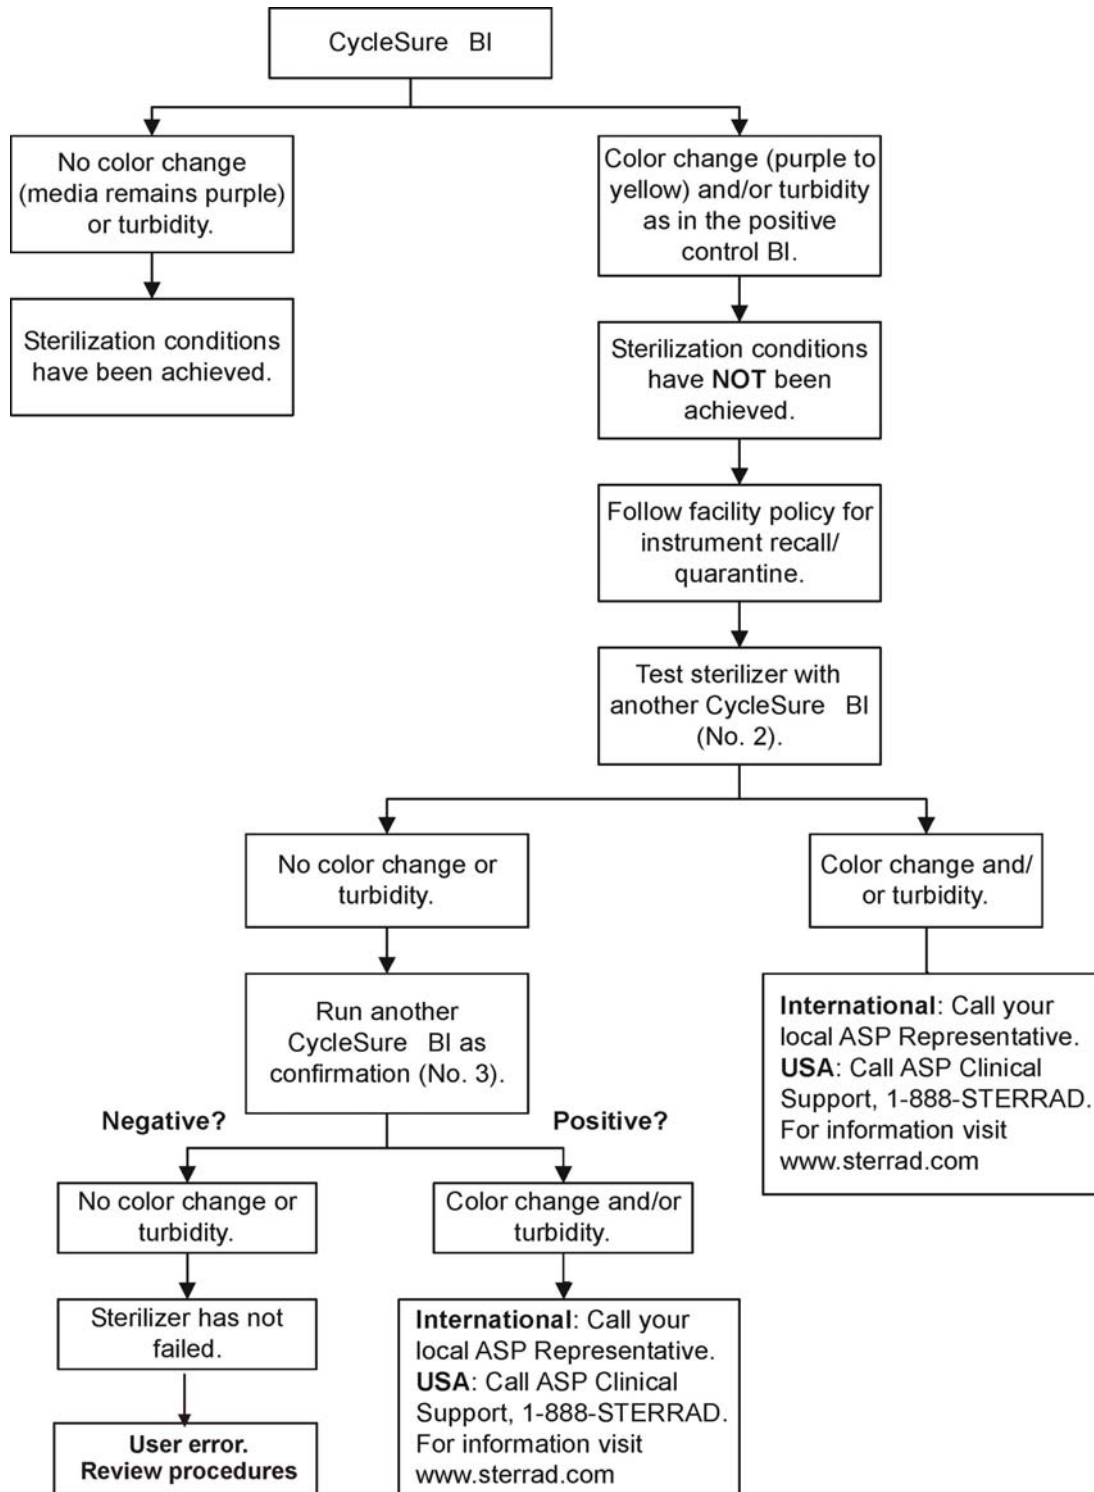 CycleSure BI
No color change
(media remains purple)
or turbidity.
Color change (purple to
yellow) and/or turbidity
as in the positive
control BI.
Sterilization conditions
have been achieved.
Sterilization conditions
have NOT been
achieved.
Follow facility policy for
instrument recall/
quarantine.
Test sterilizer with
another CycleSure BI
(No. 2).
No color change or
turbidity.
Color change and/
or turbidity.
Run another
CycleSure BI as
confirmation (No. 3).
International: Call your
local ASP Representative.
USA: Call ASP Clinical
Support, 1-888-STERRAD.
For information visit
www.sterrad.com
Negative?
Positive?
No color change or
turbidity.
Color change and/or
turbidity.
Sterilizer has not
failed.
International: Call your
local ASP Representative.
USA: Call ASP Clinical
Support, 1-888-STERRAD.
For information visit
www.sterrad.com
User error.
Review procedures